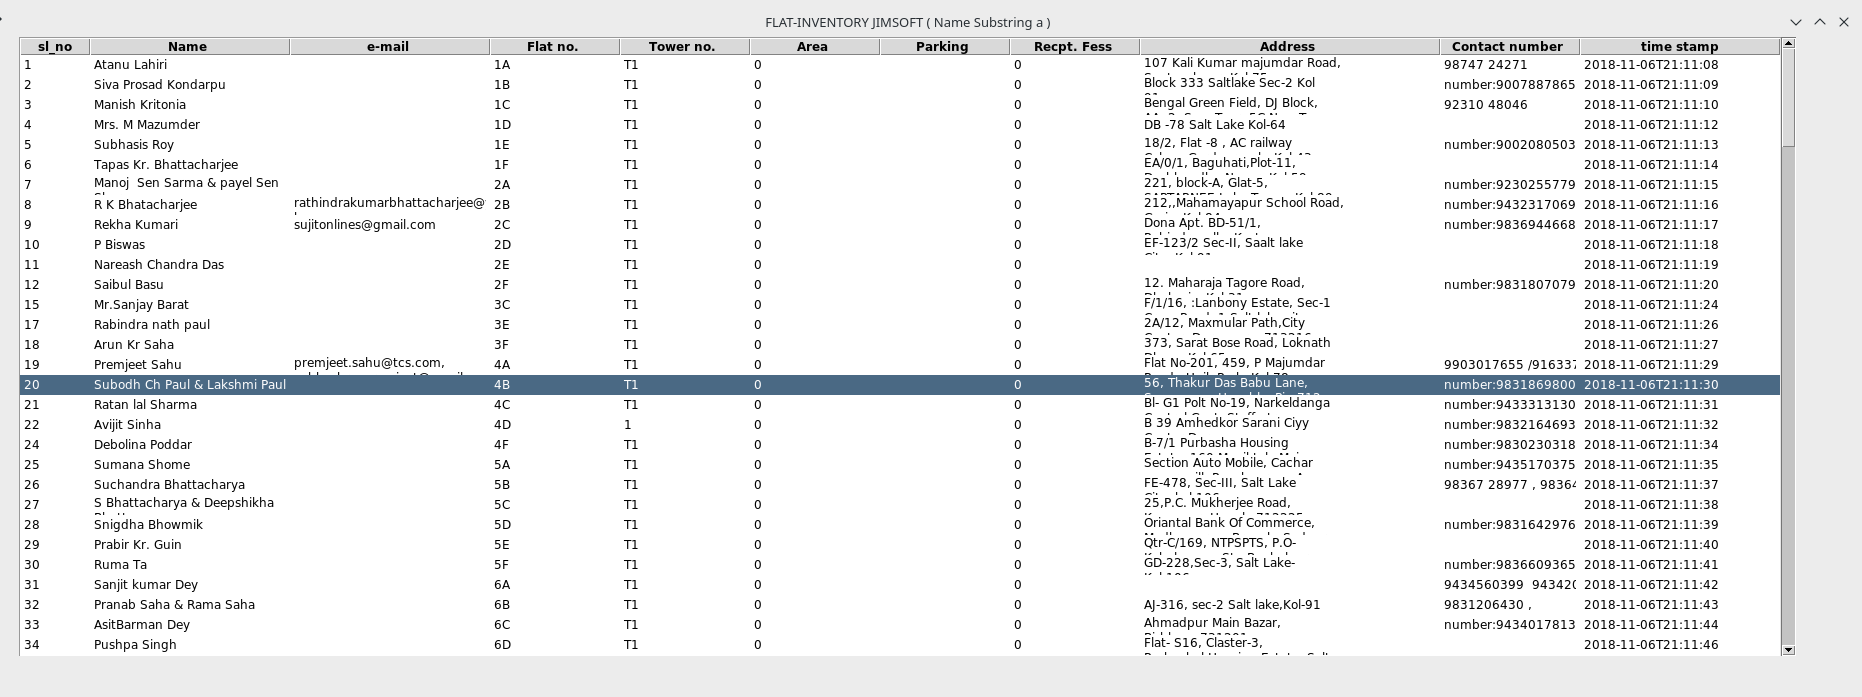 FLAT-INVENTORY JIMSOFT ( Name Substring a )
sl_no Name e-mail Flat no. Tower no. Area Parking Recpt. Fess Address Contact number time stamp
1 Atanu Lahiri 1A T1 0 0 107 Kali Kumar majumdar Road, 98747 24271 2018-11-06T21:11:08
2 Siva Prosad Kondarpu 1B T1 0 0 Block 333 Saltlake Sec-2 Kol number:9007887865 2018-11-06T21:11:09
3 Manish Kritonia 1C T1 0 0 Bengal Green Field, DJ Block, 92310 48046 2018-11-06T21:11:10
4 Mrs. M Mazumder 1D T1 0 0 DB -78 Salt Lake Kol-64 2018-11-06T21:11:12
5 Subhasis Roy 1E T1 0 0 18/2, Flat -8 , AC railway number:9002080503 2018-11-06T21:11:13
6 Tapas Kr. Bhattacharjee 1F T1 0 0 EA/0/1, Baguhati,Plot-11, 2018-11-06T21:11:14
7 Manoj  Sen Sarma & payel Sen 2A T1 0 0 221, block-A, Glat-5, number:9230255779 2018-11-06T21:11:15
8 R K Bhatacharjee rathindrakumarbhattacharjee@ 2B T1 0 0 212,,Mahamayapur School Road, number:9432317069 2018-11-06T21:11:16
9 Rekha Kumari sujitonlines@gmail.com 2C T1 0 0 Dona Apt. BD-51/1, number:9836944668 2018-11-06T21:11:17
10 P Biswas 2D T1 0 0 EF-123/2 Sec-II, Saalt lake 2018-11-06T21:11:18
11 Nareash Chandra Das 2E T1 0 0 2018-11-06T21:11:19
12 Saibul Basu 2F T1 0 0 12. Maharaja Tagore Road, number:9831807079 2018-11-06T21:11:20
15 Mr.Sanjay Barat 3C T1 0 0 F/1/16, :Lanbony Estate, Sec-1 2018-11-06T21:11:24
17 Rabindra nath paul 3E T1 0 0 2A/12, Maxmular Path,City 2018-11-06T21:11:26
18 Arun Kr Saha 3F T1 0 0 373, Sarat Bose Road, Loknath 2018-11-06T21:11:27
19 Premjeet Sahu premjeet.sahu@tcs.com, 4A T1 0 0 Flat No-201, 459, P Majumdar 9903017655 /916337 2018-11-06T21:11:29
20 Subodh Ch Paul & Lakshmi Paul 4B T1 0 0 56, Thakur Das Babu Lane, number:9831869800 2018-11-06T21:11:30
21 Ratan lal Sharma 4C T1 0 0 Bl- G1 Polt No-19, Narkeldanga number:9433313130 2018-11-06T21:11:31
22 Avijit Sinha 4D 1 0 0 B 39 Amhedkor Sarani Ciyy number:9832164693 2018-11-06T21:11:32
24 Debolina Poddar 4F T1 0 0 B-7/1 Purbasha Housing number:9830230318 2018-11-06T21:11:34
25 Sumana Shome 5A T1 0 0 Section Auto Mobile, Cachar number:9435170375 2018-11-06T21:11:35
26 Suchandra Bhattacharya 5B T1 0 0 FE-478, Sec-III, Salt Lake 98367 28977 , 98364 2018-11-06T21:11:37
27 S Bhattacharya & Deepshikha 5C T1 0 0 25,P.C. Mukherjee Road, 2018-11-06T21:11:38
28 Snigdha Bhowmik 5D T1 0 0 Oriantal Bank Of Commerce, number:9831642976 2018-11-06T21:11:39
29 Prabir Kr. Guin 5E T1 0 0 Qtr-C/169, NTPSPTS, P.O- 2018-11-06T21:11:40
30 Ruma Ta 5F T1 0 0 GD-228,Sec-3, Salt Lake- number:9836609365 2018-11-06T21:11:41
31 Sanjit kumar Dey 6A T1 0 0 9434560399  943420 2018-11-06T21:11:42
32 Pranab Saha & Rama Saha 6B T1 0 0 AJ-316, sec-2 Salt lake,Kol-91 9831206430 , 2018-11-06T21:11:43
33 AsitBarman Dey 6C T1 0 0 Ahmadpur Main Bazar, number:9434017813 2018-11-06T21:11:44
34 Pushpa Singh 6D T1 0 0 Flat- S16, Claster-3, 2018-11-06T21:11:46